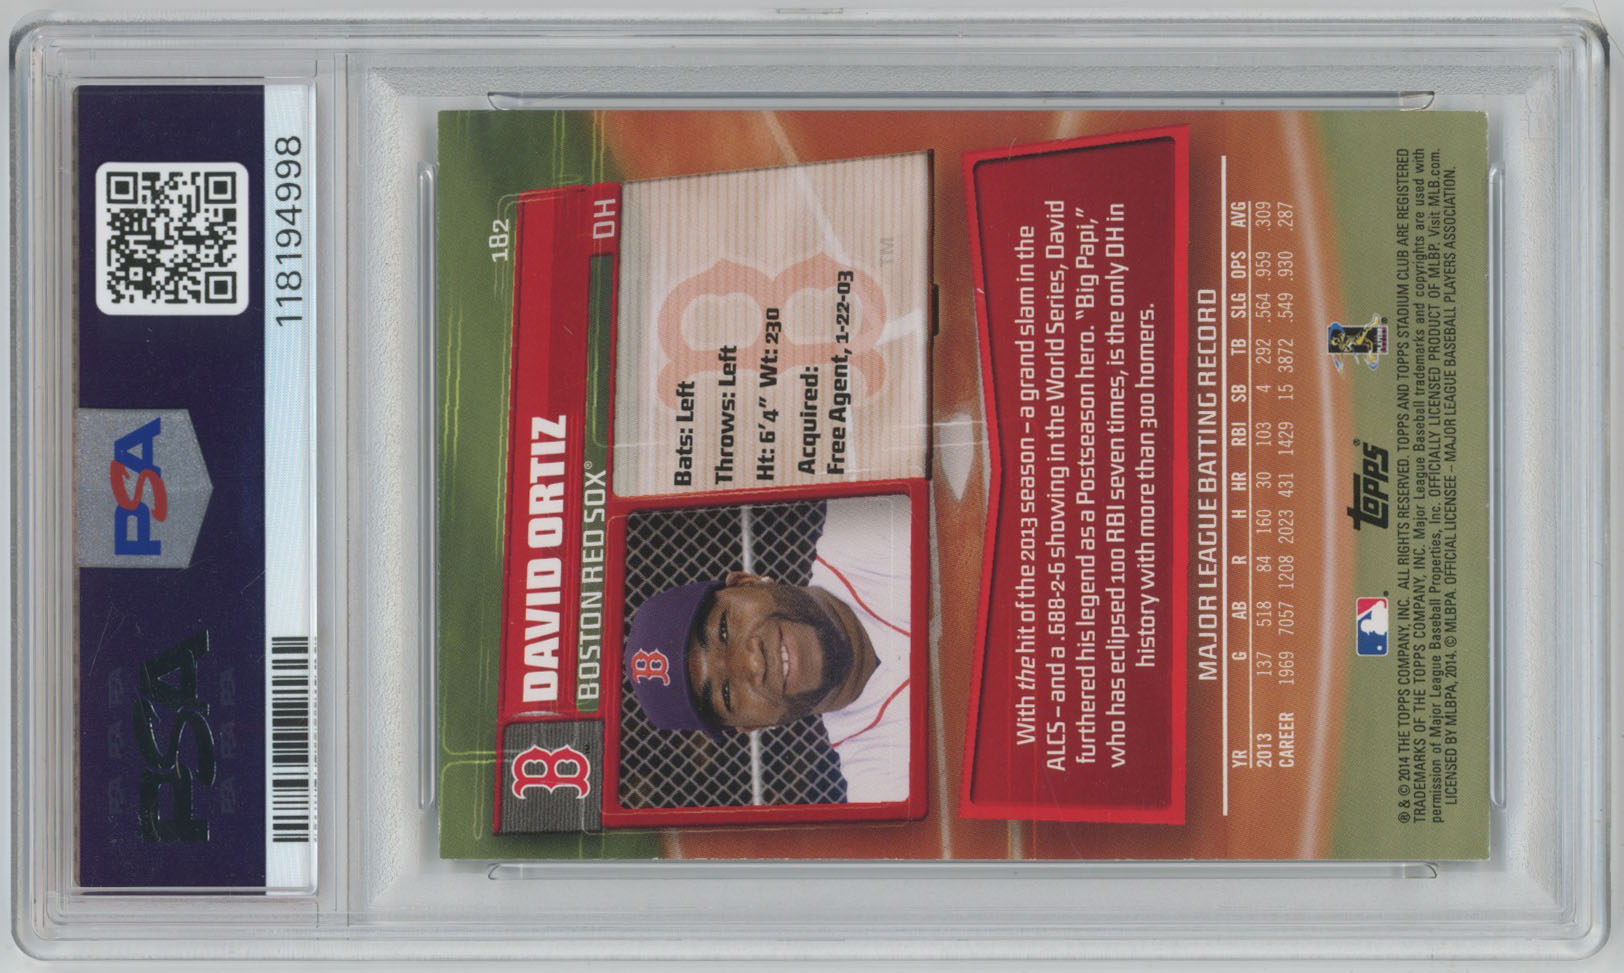 118194998
PSA
PSA
182
DAVID ORTIZ
BOSTON RED SOX®
DH
B
B
Bats: Left
Throws: Left
Ht: 6'4" Wt: 230
Acquired:
Free Agent, 1-22-03
TM
With the hit of the 2013 season – a grand slam in the
ALCS – and a .688-2-6 showing in the World Series, David
furthered his legend as a Postseason hero. "Big Papi,"
who has eclipsed 100 RBI seven times, is the only DH in
history with more than 300 homers.
MAJOR LEAGUE BATTING RECORD
YR G AB R H HR RBI SB TB SLG OPS AVG
2013 137 518 84 160 30 103 4 292 .564 .959 .309
CAREER 1969 7057 1208 2023 431 1429 15 3872 .549 .930 .287
topps®
® & © 2014 THE TOPPS COMPANY, INC. ALL RIGHTS RESERVED. TOPPS AND TOPPS STADIUM CLUB ARE REGISTERED
TRADEMARKS OF THE TOPPS COMPANY, INC. Major League Baseball trademarks and copyrights are used with
permission of Major League Baseball Properties, Inc. OFFICIALLY LICENSED PRODUCT OF MLBP. Visit MLB.com.
LICENSED BY MLBPA, 2014. © MLBPA. OFFICIAL LICENSEE – MAJOR LEAGUE BASEBALL PLAYERS ASSOCIATION.